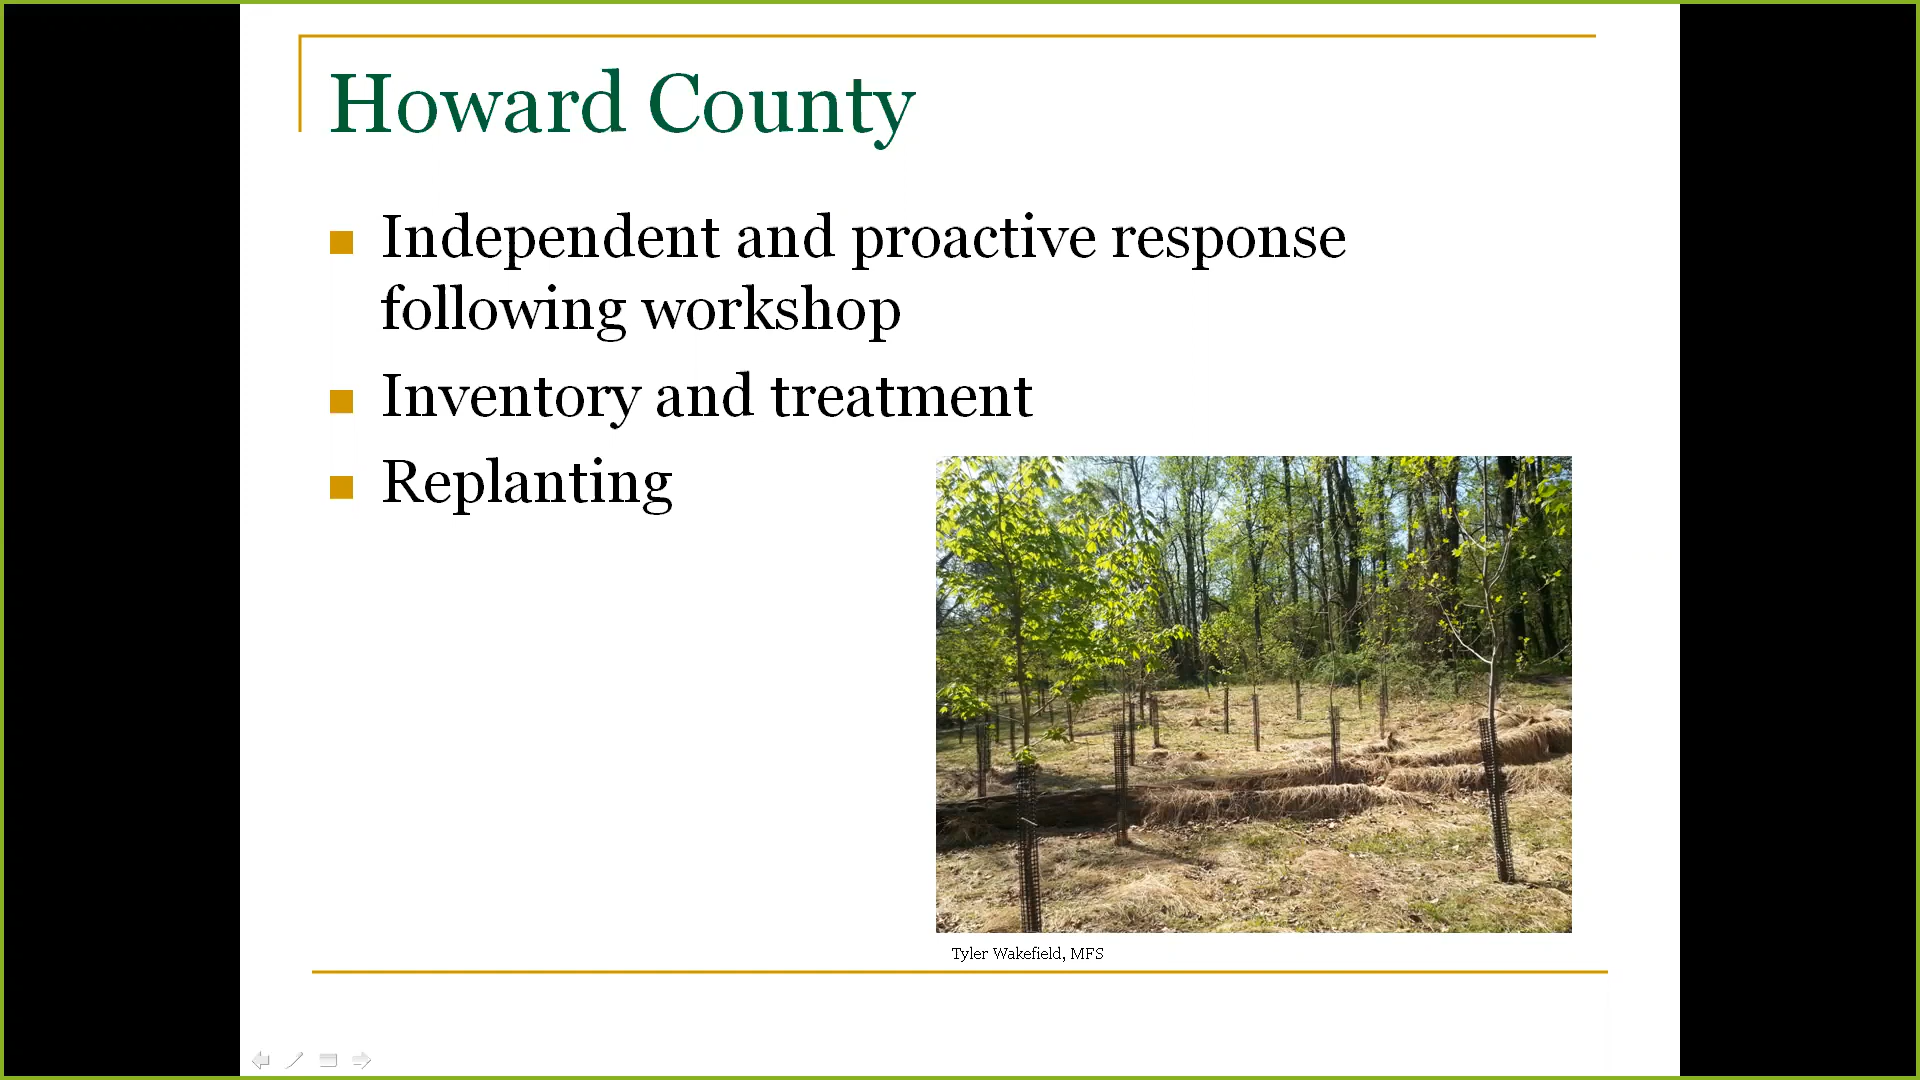 Howard County
Independent and proactive response
following workshop
Inventory and treatment
Replanting
Tyler Wakefield, MFS